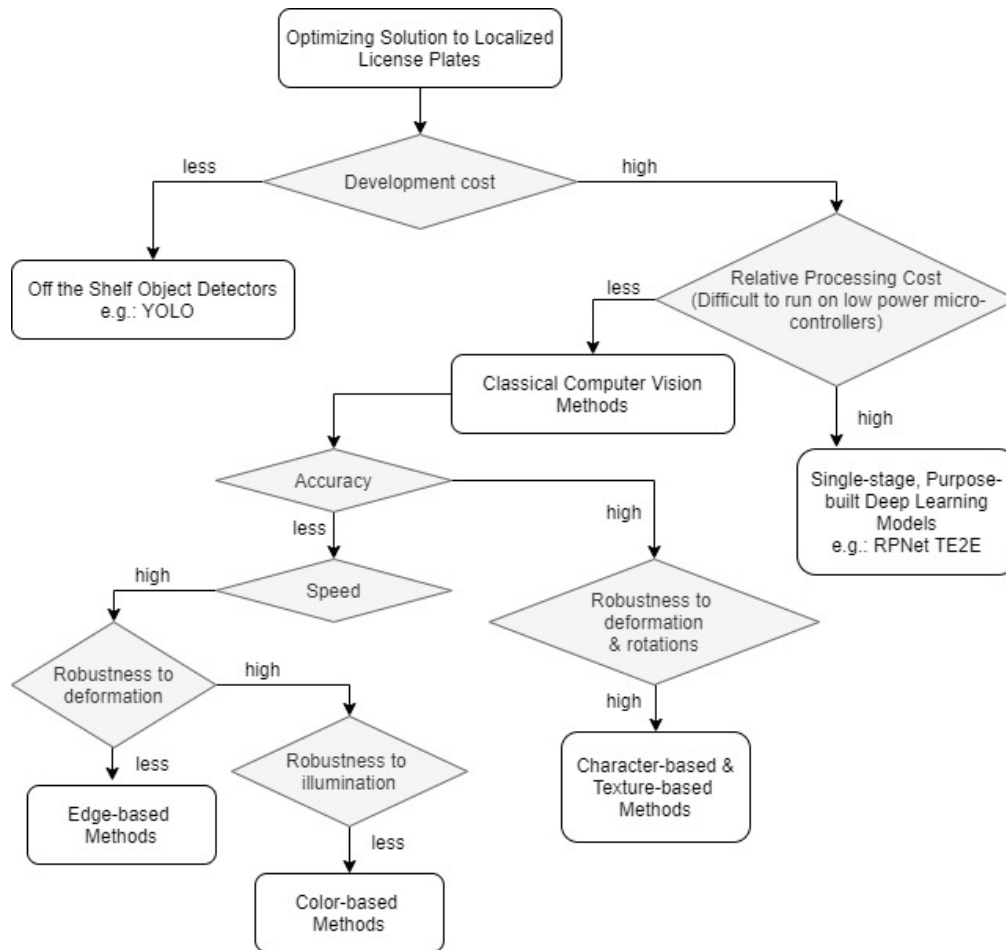 Optimizing Solution to Localized
License Plates
less
high
Development cost
Off the Shelf Object Detectors
e.g.: YOLO
Relative Processing Cost
(Difficult to run on low power micro-
controllers)
less
Classical Computer Vision
Methods
high
Accuracy
Single-stage, Purpose-
built Deep Learning
Models
e.g.: RPNet TE2E
less
high
high
Speed
Robustness to
deformation
& rotations
Robustness to
deformation
high
high
less
Robustness to
illumination
Character-based &
Texture-based
Methods
Edge-based
Methods
less
Color-based
Methods